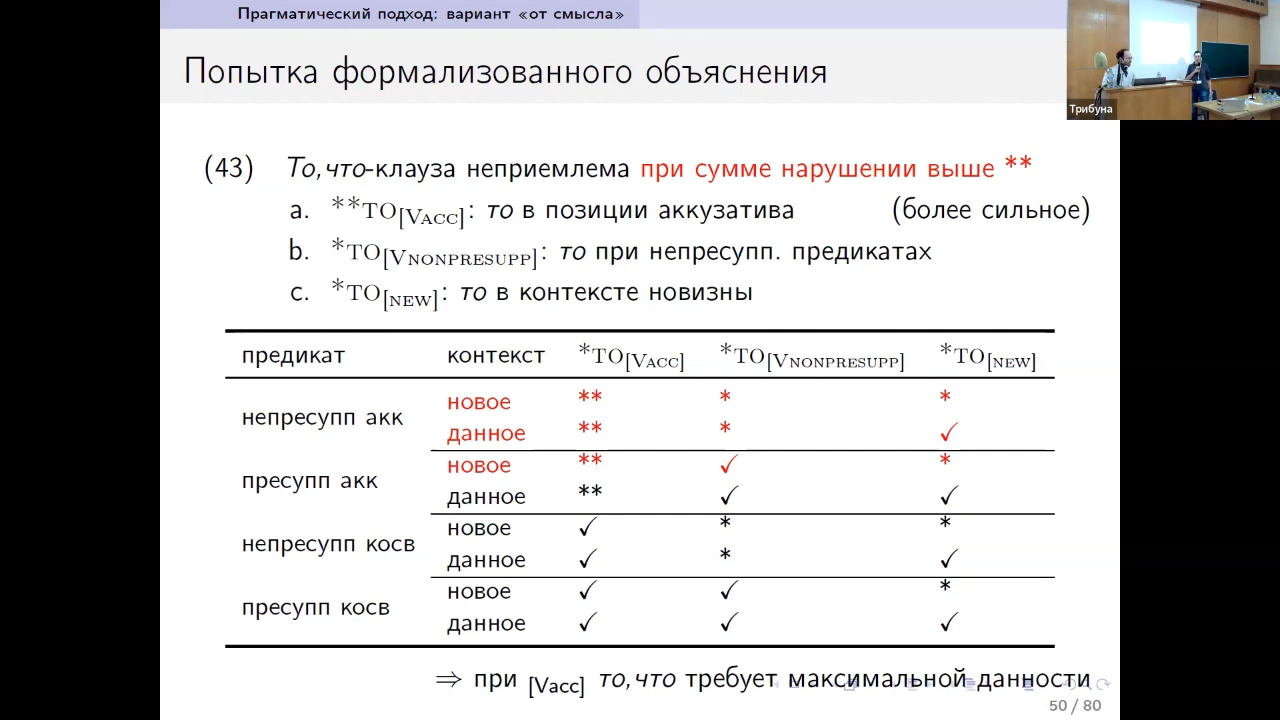 Прагматический подход: вариант «от смысла»
Попытка формализованного объяснения
Трибуна
(43) То,что-клауза неприемлема при сумме нарушении выше **
a. **TO[VACC]: то в позиции аккузатива (более сильное)
b. *TO[VNONPRESUPP]: то при непресупп. предикатах
c. *TO[NEW]: то в контексте новизны
предикат контекст *TO[VACC] *TO[VNONPRESUPP] *TO[NEW]
непресупп акк новое ** * *
данное ** * ✓
пресупп акк новое ** ✓ *
данное ** ✓ ✓
непресупп косв новое ✓ * *
данное ✓ * ✓
пресупп косв новое ✓ ✓ *
данное ✓ ✓ ✓
⇒ при [Vacc] то,что требует максимальной данности
50 / 80